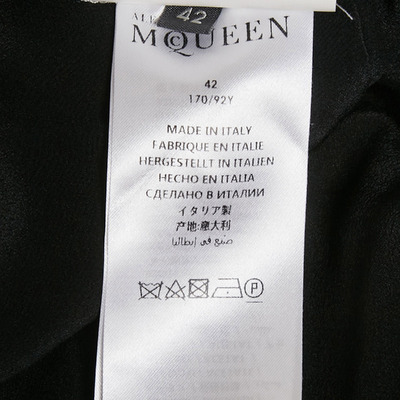 42
McQUEEN
42
170/92Y
MADE IN ITALY
FABRIQUE EN ITALIE
HERGESTELLT IN ITALIEN
HECHO EN ITALIA
СДЕЛАНО В ИТАЛИИ
イタリア製
产地:意大利
صنع في إيطاليا
P